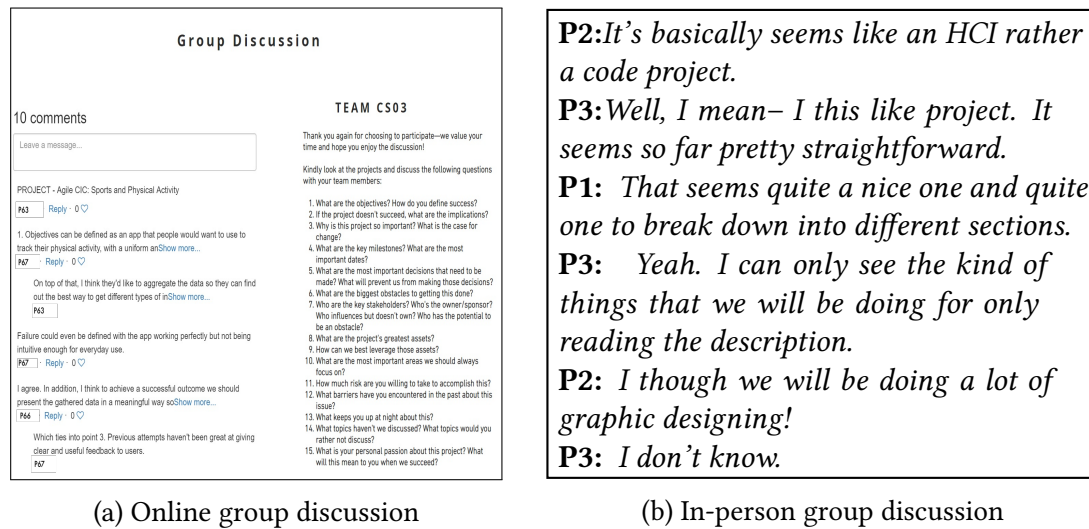 Group Discussion
10 comments
Leave a message...
PROJECT - Agile CIC: Sports and Physical Activity
P63 Reply · 0♡
1. Objectives can be defined as an app that people would want to use to
track their physical activity, with a uniform anShow more...
P67 · Reply · 0♡
On top of that, I think they'd like to aggregate the data so they can find
out the best way to get different types of inShow more...
P63
Failure could even be defined with the app working perfectly but not being
intuitive enough for everyday use.
P67 · Reply · 0♡
I agree. In addition, I think to achieve a successful outcome we should
present the gathered data in a meaningful way soShow more...
P66 Reply · 0♡
Which ties into point 3. Previous attempts haven't been great at giving
clear and useful feedback to users.
P67
TEAM CS03
Thank you again for choosing to participate—we value your
time and hope you enjoy the discussion!
Kindly look at the projects and discuss the following questions
with your team members:
1. What are the objectives? How do you define success?
2. If the project doesn't succeed, what are the implications?
3. Why is this project so important? What is the case for
change?
4. What are the key milestones? What are the most
important dates?
5. What are the most important decisions that need to be
made? What will prevent us from making those decisions?
6. What are the biggest obstacles to getting this done?
7. Who are the key stakeholders? Who's the owner/sponsor?
Who influences but doesn't own? Who has the potential to
be an obstacle?
8. What are the project's greatest assets?
9. How can we best leverage those assets?
10. What are the most important areas we should always
focus on?
11. How much risk are you willing to take to accomplish this?
12. What barriers have you encountered in the past about this
issue?
13. What keeps you up at night about this?
14. What topics haven't we discussed? What topics would you
rather not discuss?
15. What is your personal passion about this project? What
will this mean to you when we succeed?
(a) Online group discussion
P2:It's basically seems like an HCI rather
a code project.
P3:Well, I mean– I this like project. It
seems so far pretty straightforward.
P1: That seems quite a nice one and quite
one to break down into different sections.
P3: Yeah. I can only see the kind of
things that we will be doing for only
reading the description.
P2: I though we will be doing a lot of
graphic designing!
P3: I don't know.
(b) In-person group discussion